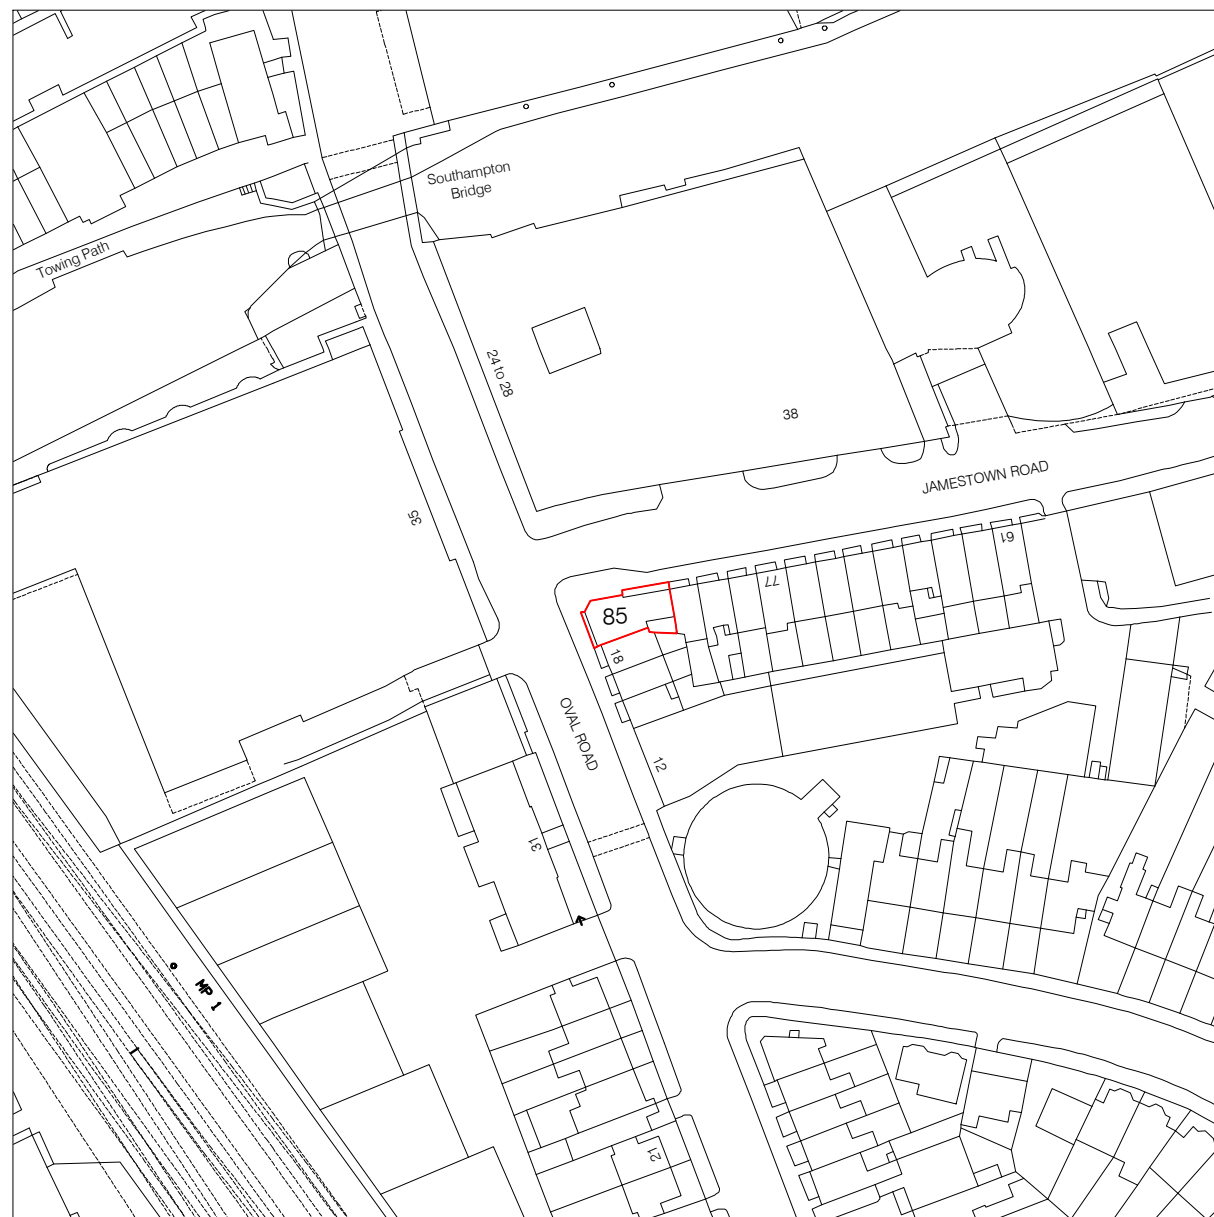 Southampton
Bridge
Towing Path
24 to 28
38
JAMESTOWN ROAD
35
61
77
85
18
OVAL ROAD
12
31
MP 1
21